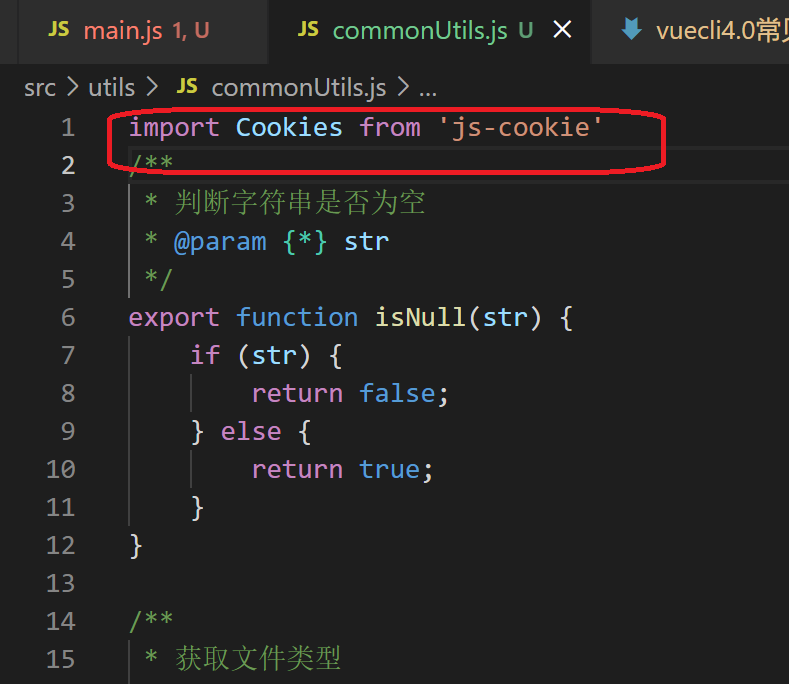 JS main.js 1, U JS commonUtils.js U vuecli4.0常
src > utils > JS commonUtils.js > ...
1 import Cookies from 'js-cookie'
2 /**
3 * 判断字符串是否为空
4 * @param {*} str
5 */
6 export function isNull(str) {
7 if (str) {
8 return false;
9 } else {
10 return true;
11 }
12 }
13
14 /**
15 * 获取文件类型